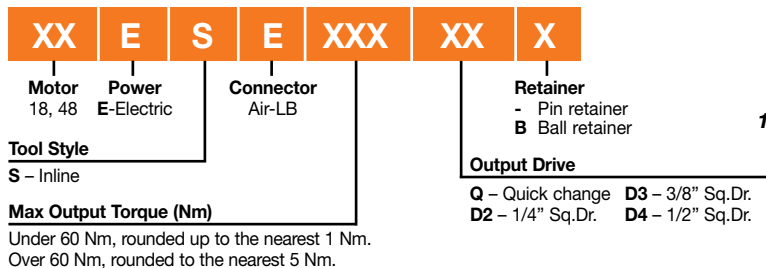 XX E S E XXX XX X
Motor Power Connector Retainer
18, 48 E-Electric Air-LB - Pin retainer
B Ball retainer
Tool Style
S – Inline
Output Drive
Q – Quick change D3 – 3/8” Sq.Dr.
D2 – 1/4” Sq.Dr. D4 – 1/2” Sq.Dr.
Max Output Torque (Nm)
Under 60 Nm, rounded up to the nearest 1 Nm.
Over 60 Nm, rounded to the nearest 5 Nm.
1